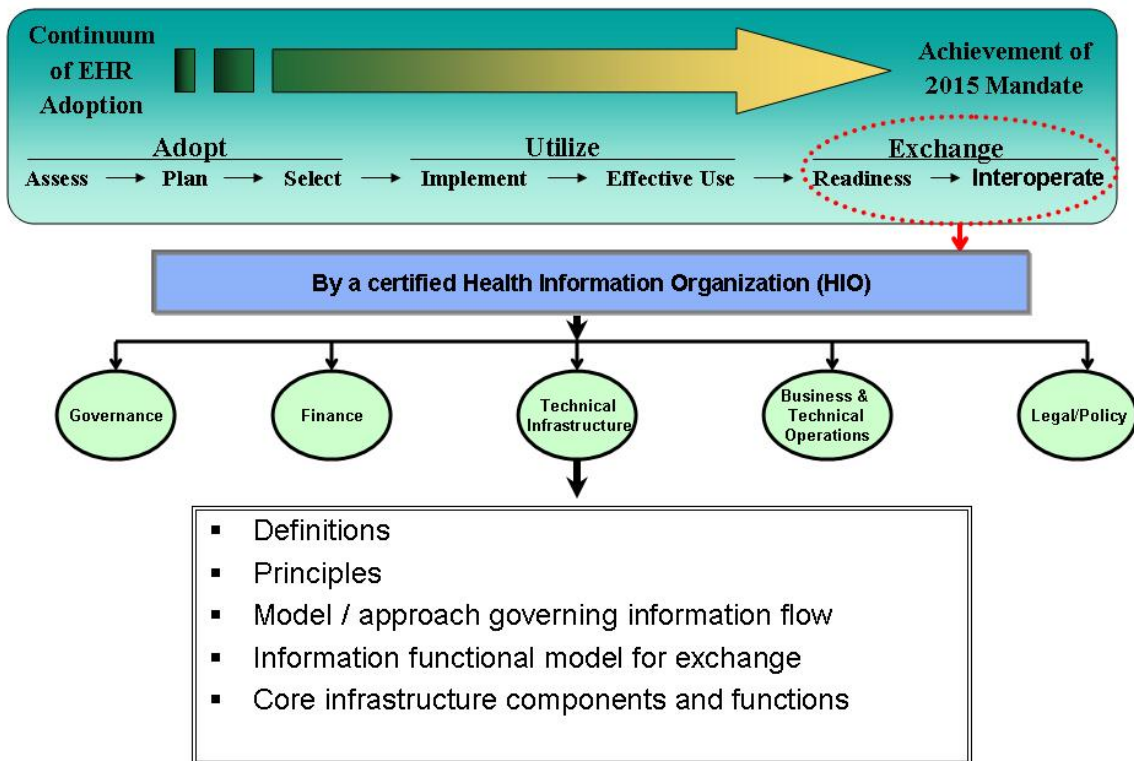 Continuum
of EHR
Adoption
Achievement of
2015 Mandate
Adopt
Utilize
Exchange
Assess
Plan
Select
Implement
Effective Use
Readiness
Interoperate
By a certified Health Information Organization (HIO)
Governance
Finance
Technical
Infrastructure
Business &
Technical
Operations
Legal/Policy
Definitions
Principles
Model / approach governing information flow
Information functional model for exchange
Core infrastructure components and functions